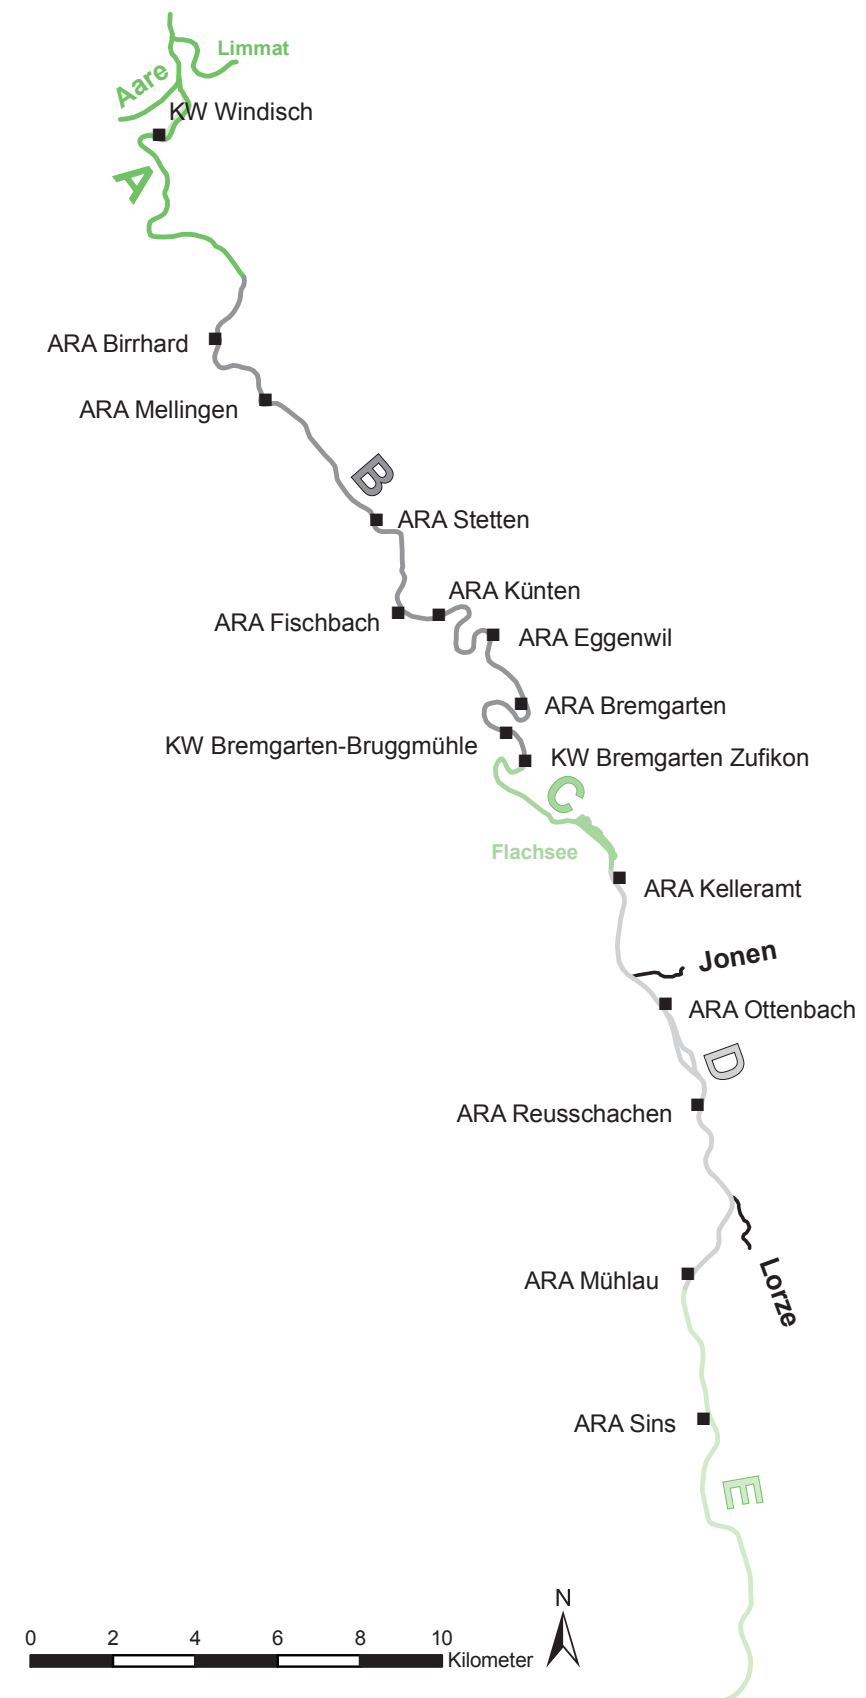 Limmat
Aare
KW Windisch
A
ARA Birrhard
ARA Mellingen
B
ARA Stetten
ARA Künten
ARA Fischbach
ARA Eggenwil
ARA Bremgarten
KW Bremgarten-Bruggmühle
KW Bremgarten Zufikon
C
Flachsee
ARA Kelleramt
Jonen
ARA Ottenbach
D
ARA Reusschachen
Lorze
ARA Mühlau
ARA Sins
E
N
0 2 4 6 8 10
Kilometer